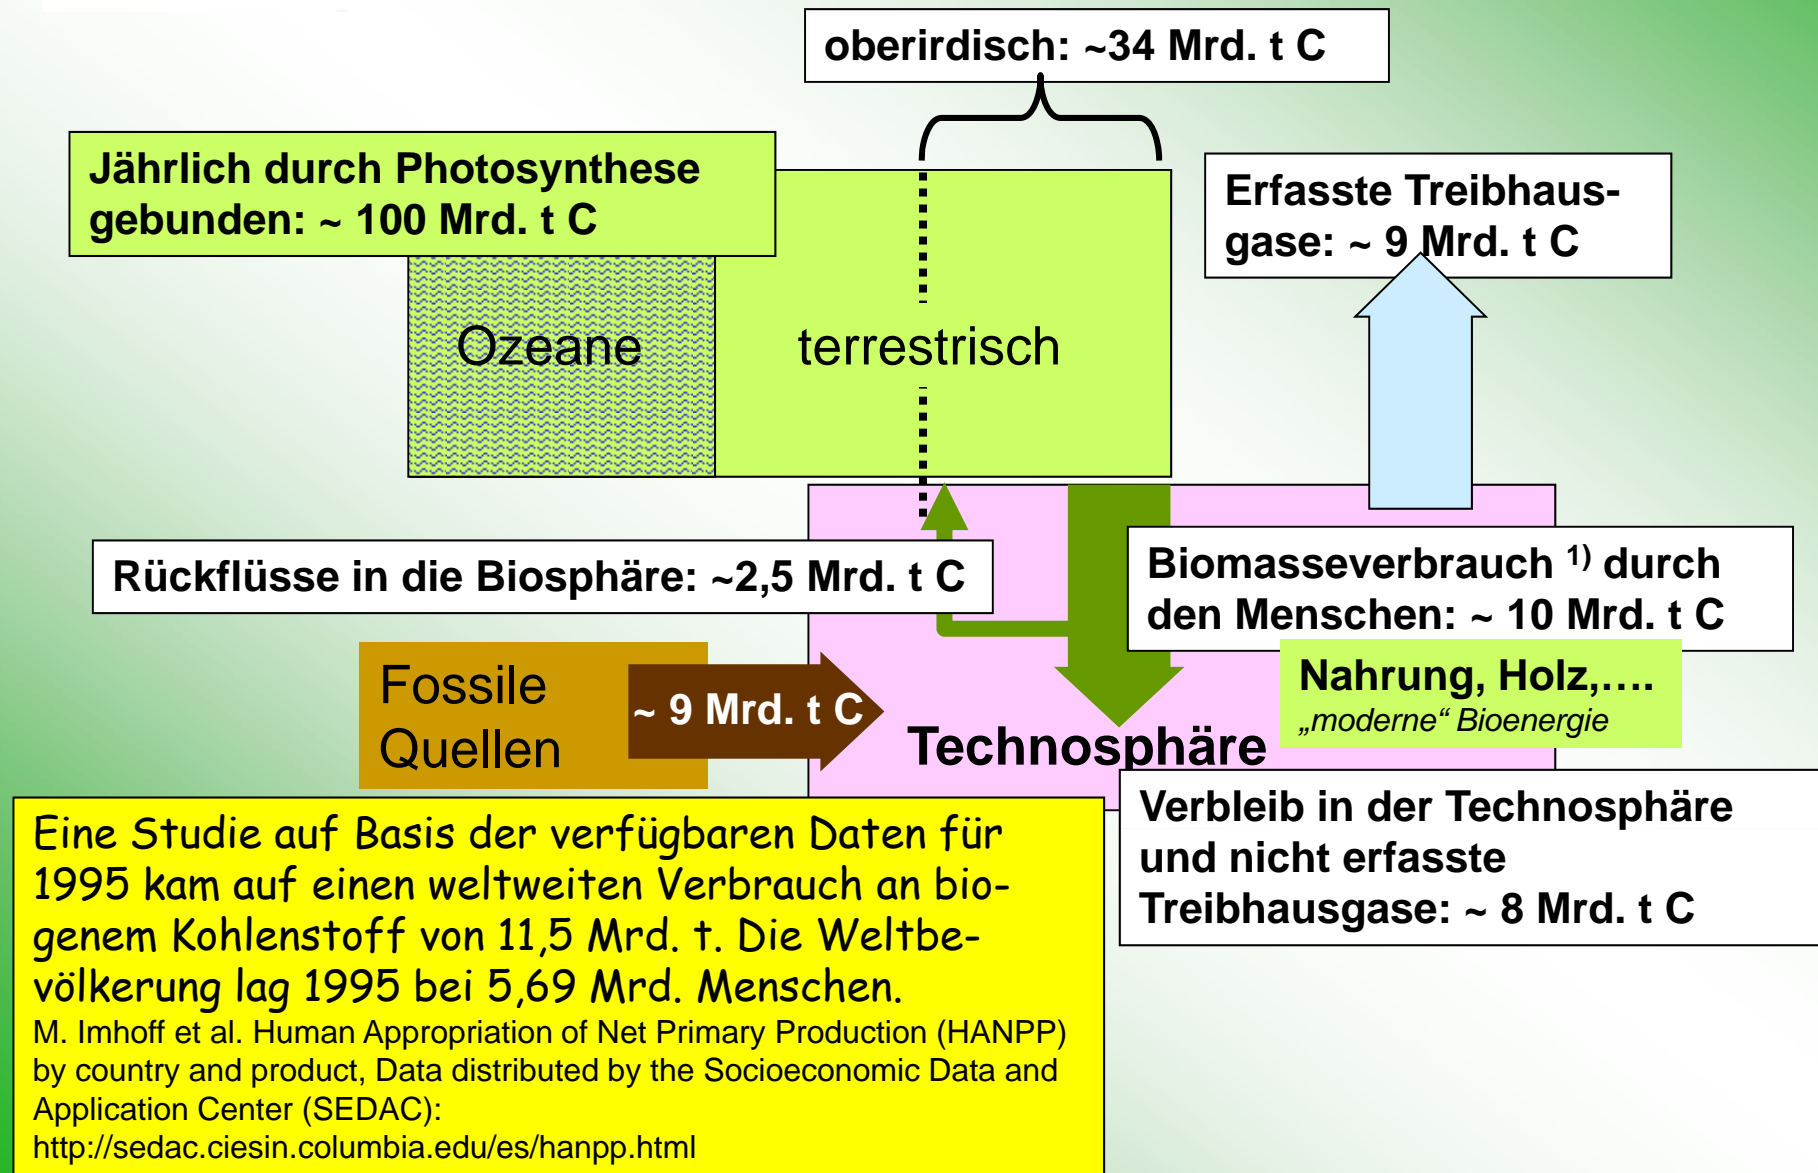 oberirdisch: ~34 Mrd. t C
Jährlich durch Photosynthese
gebunden: ~ 100 Mrd. t C
Erfasste Treibhaus-
gase: ~ 9 Mrd. t C
Ozeane
terrestrisch
Rückflüsse in die Biosphäre: ~2,5 Mrd. t C
Biomasseverbrauch ¹⁾ durch
den Menschen: ~ 10 Mrd. t C
Nahrung, Holz,....
„moderne“ Bioenergie
Fossile
Quellen
~ 9 Mrd. t C
Technosphäre
Verbleib in der Technosphäre
und nicht erfasste
Treibhausgase: ~ 8 Mrd. t C
Eine Studie auf Basis der verfügbaren Daten für
1995 kam auf einen weltweiten Verbrauch an bio-
genem Kohlenstoff von 11,5 Mrd. t. Die Weltbe-
völkerung lag 1995 bei 5,69 Mrd. Menschen.
M. Imhoff et al. Human Appropriation of Net Primary Production (HANPP)
by country and product, Data distributed by the Socioeconomic Data and
Application Center (SEDAC):
http://sedac.ciesin.columbia.edu/es/hanpp.html